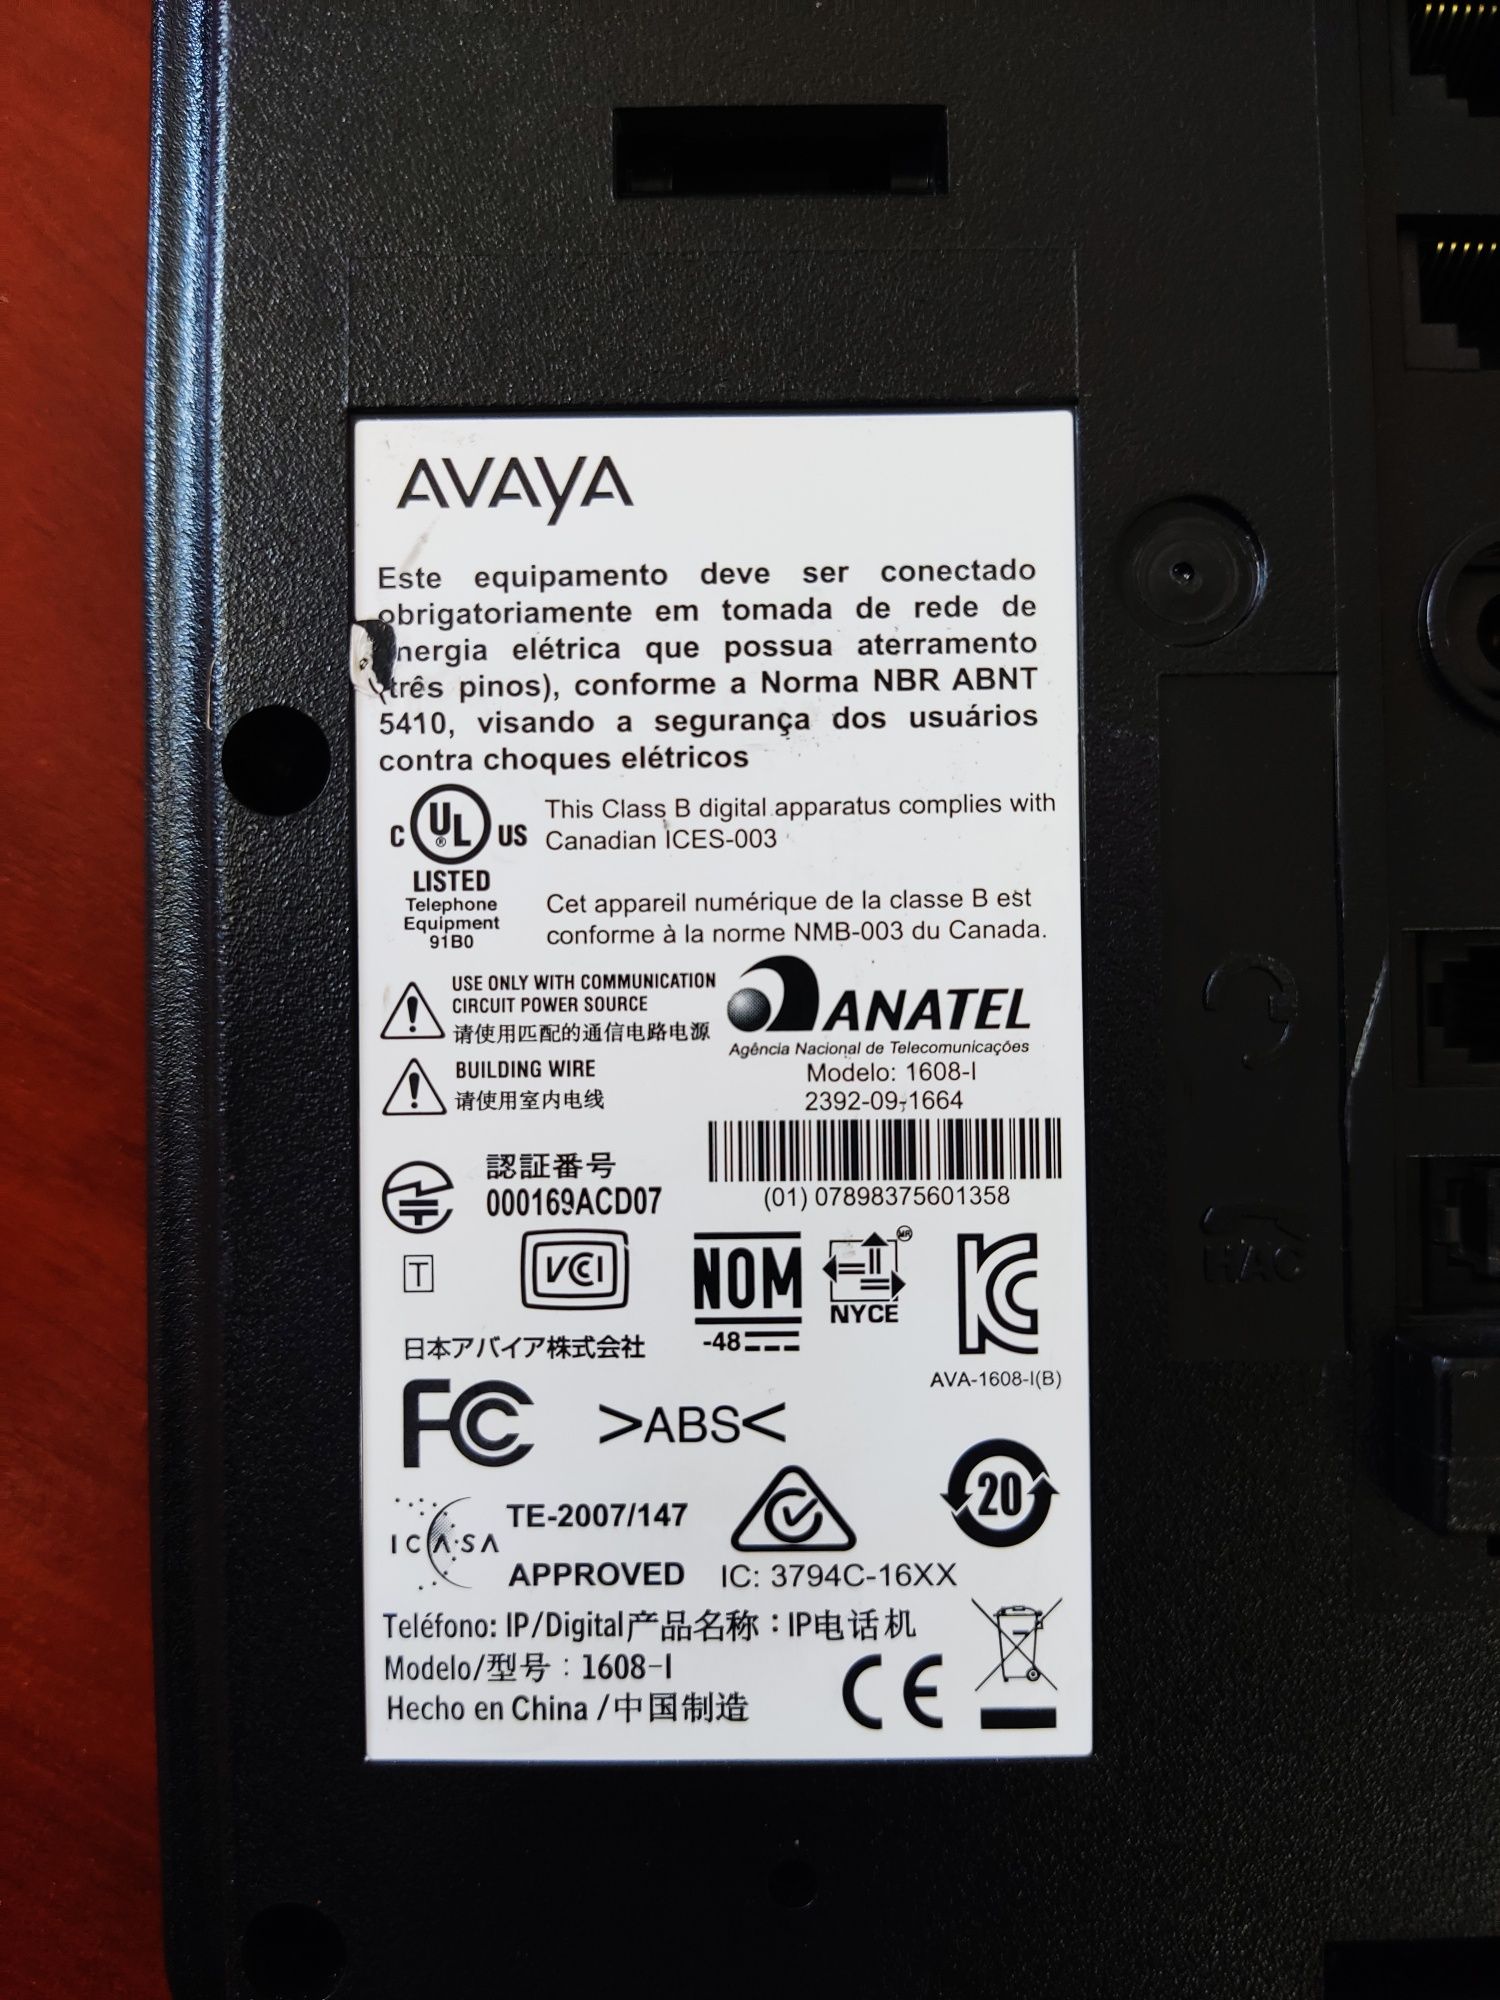 AVAYA
Este equipamento deve ser conectado
obrigatoriamente em tomada de rede de
nergia elétrica que possua aterramento
(três pinos), conforme a Norma NBR ABNT
5410, visando a segurança dos usuários
contra choques elétricos
C UL US
®
LISTED
Telephone
Equipment
91B0
This Class B digital apparatus complies with
Canadian ICES-003
Cet appareil numérique de la classe B est
conforme à la norme NMB-003 du Canada.
USE ONLY WITH COMMUNICATION
CIRCUIT POWER SOURCE
请使用匹配的通信电路电源
BUILDING WIRE
请使用室内电线
ANATEL
Agência Nacional de Telecomunicações
Modelo: 1608-I
2392-09-1664
(01) 07898375601358
認証番号
000169ACD07
T
VCI
NOM
-48
NYCE
MR
KC
AVA-1608-I(B)
日本アバイア株式会社
FC
>ABS<
ICASA
TE-2007/147
APPROVED
IC: 3794C-16XX
20
Teléfono: IP/Digital产品名称：IP电话机
Modelo/型号：1608-I
Hecho en China /中国制造
CE
HAC